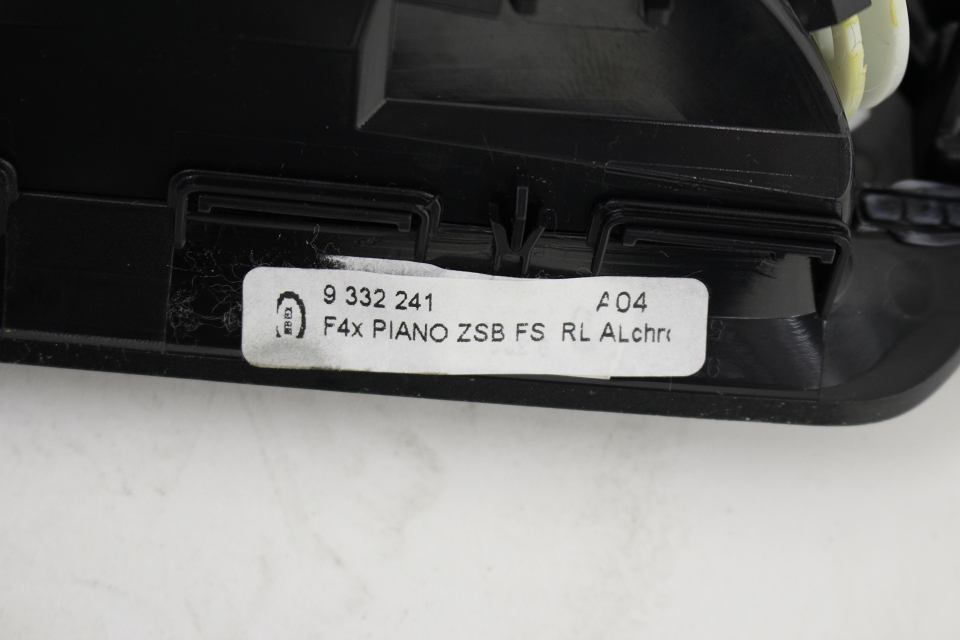 9 332 241 A04
F4x PIANO ZSB FS RL ALchr